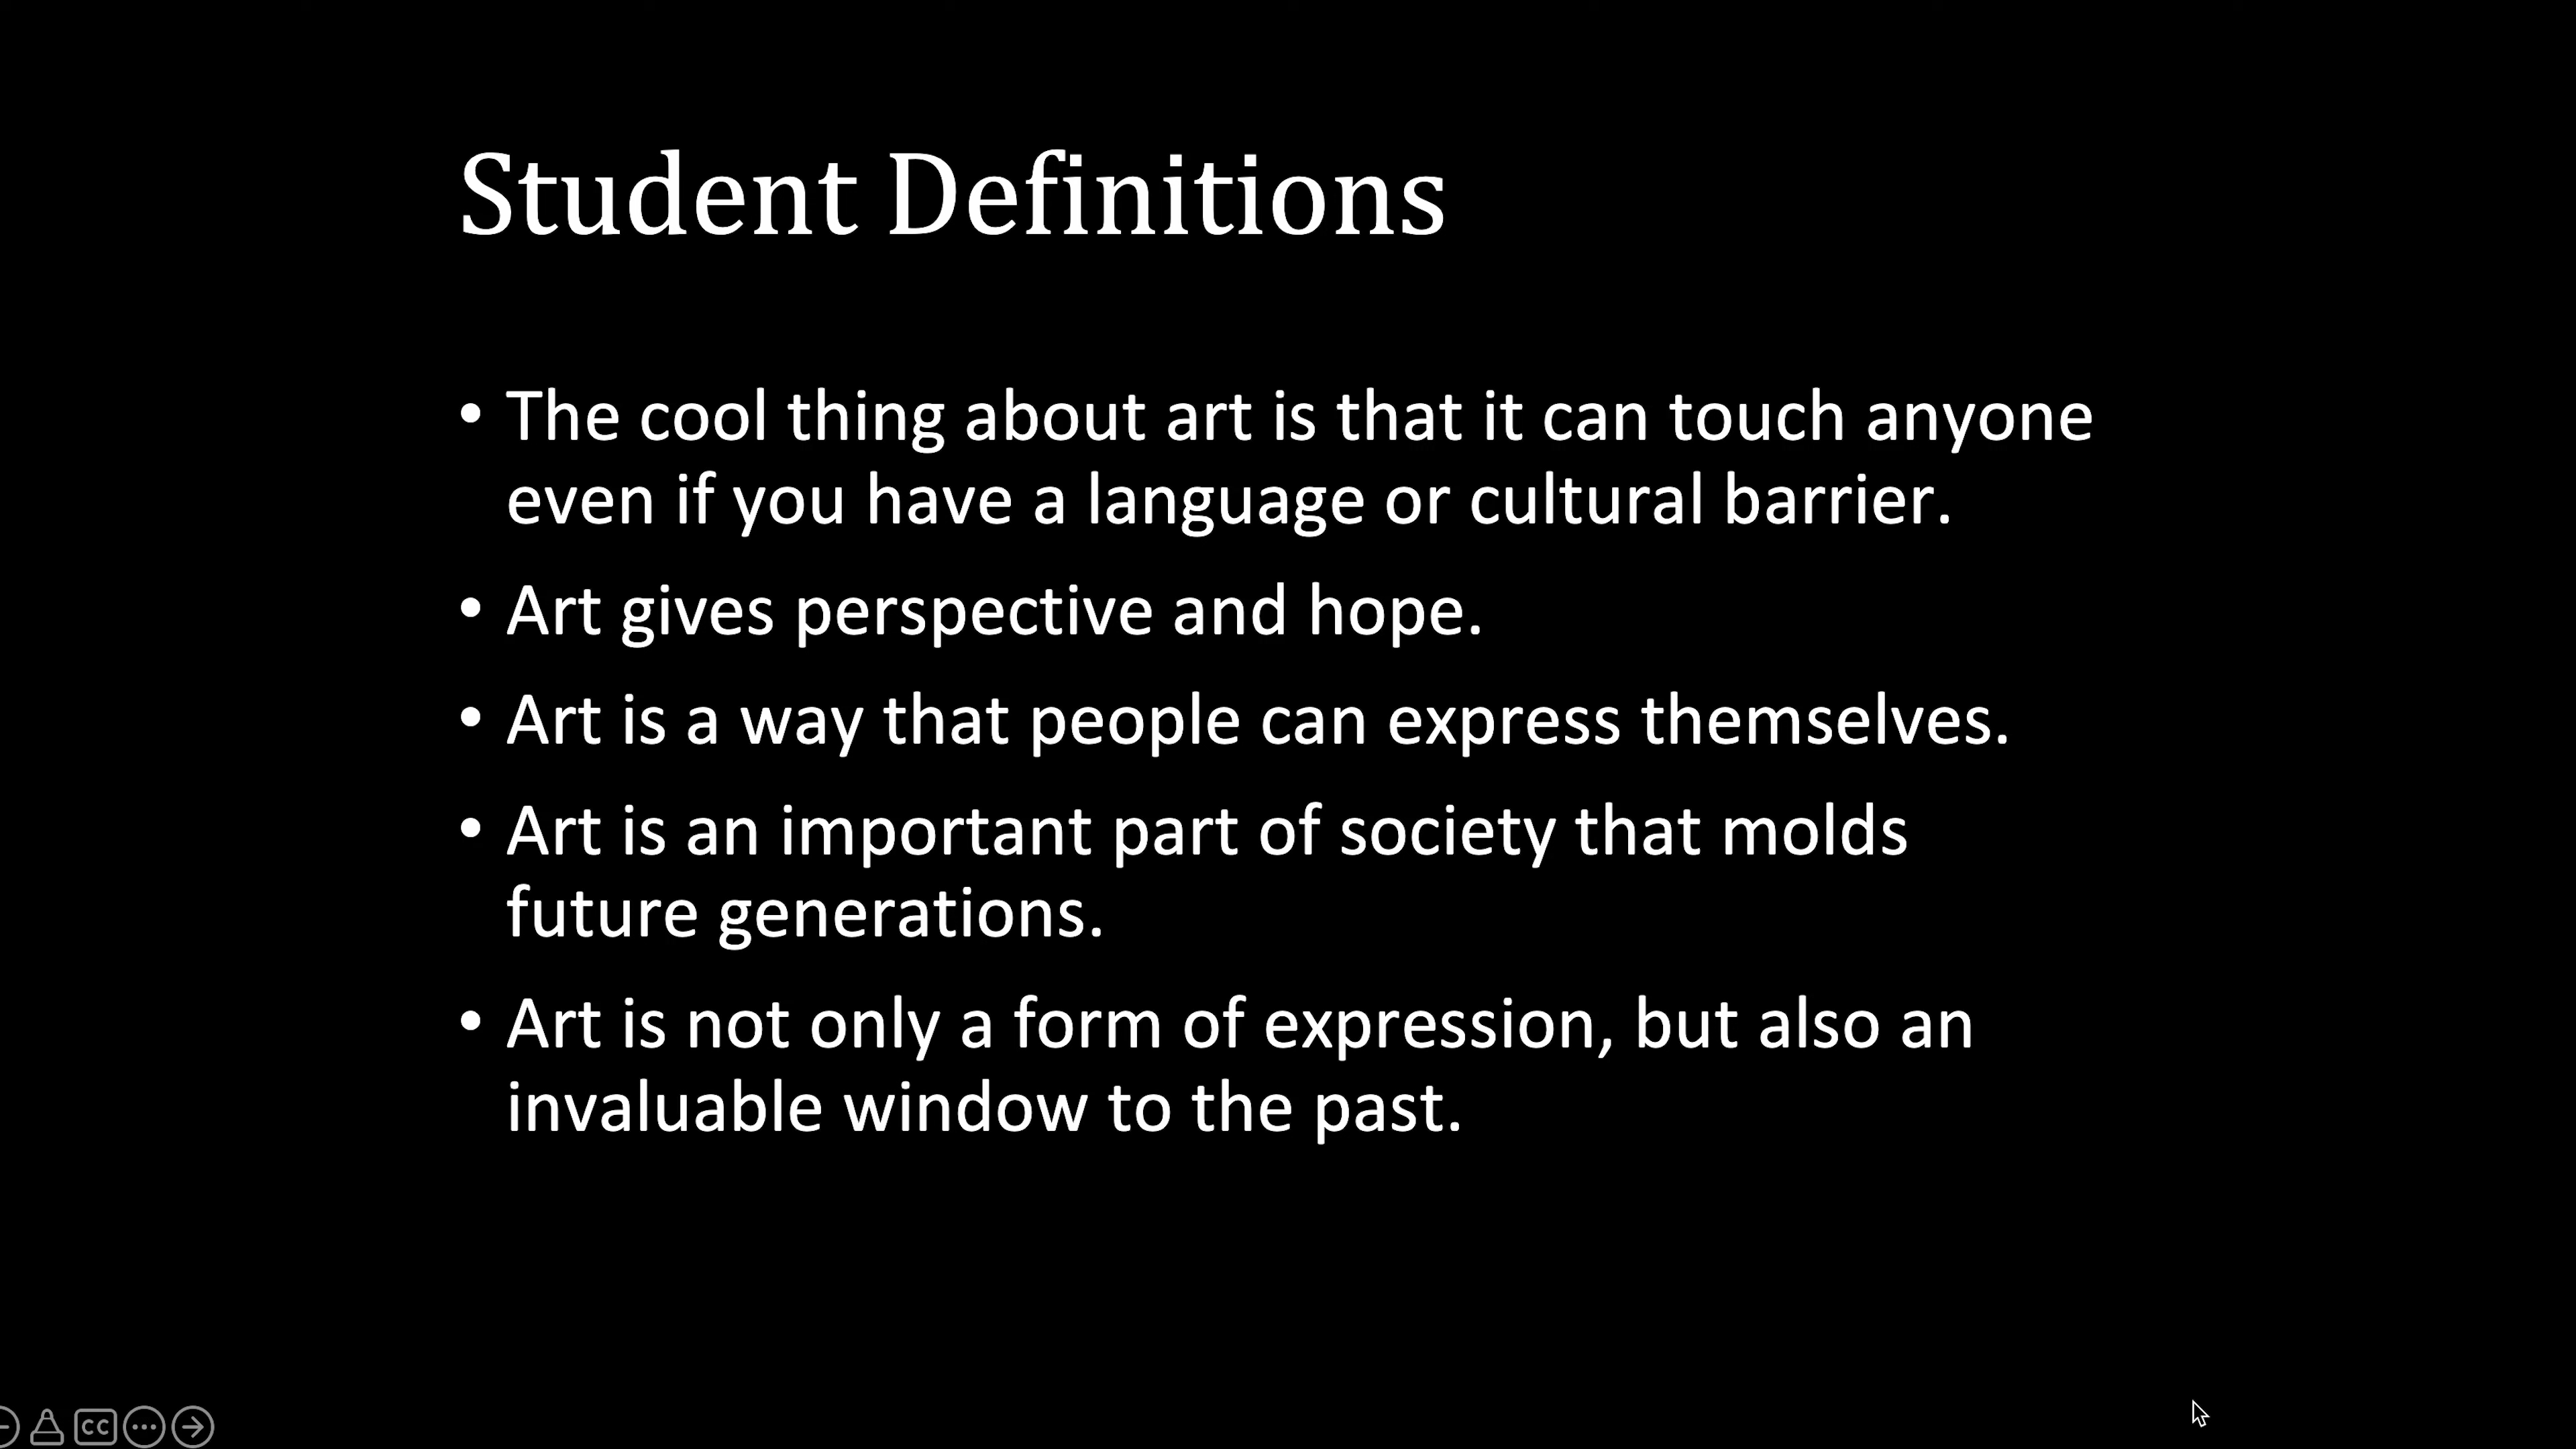 Student Definitions
• The cool thing about art is that it can touch anyone
even if you have a language or cultural barrier.
• Art gives perspective and hope.
• Art is a way that people can express themselves.
• Art is an important part of society that molds
future generations.
• Art is not only a form of expression, but also an
invaluable window to the past.
CC